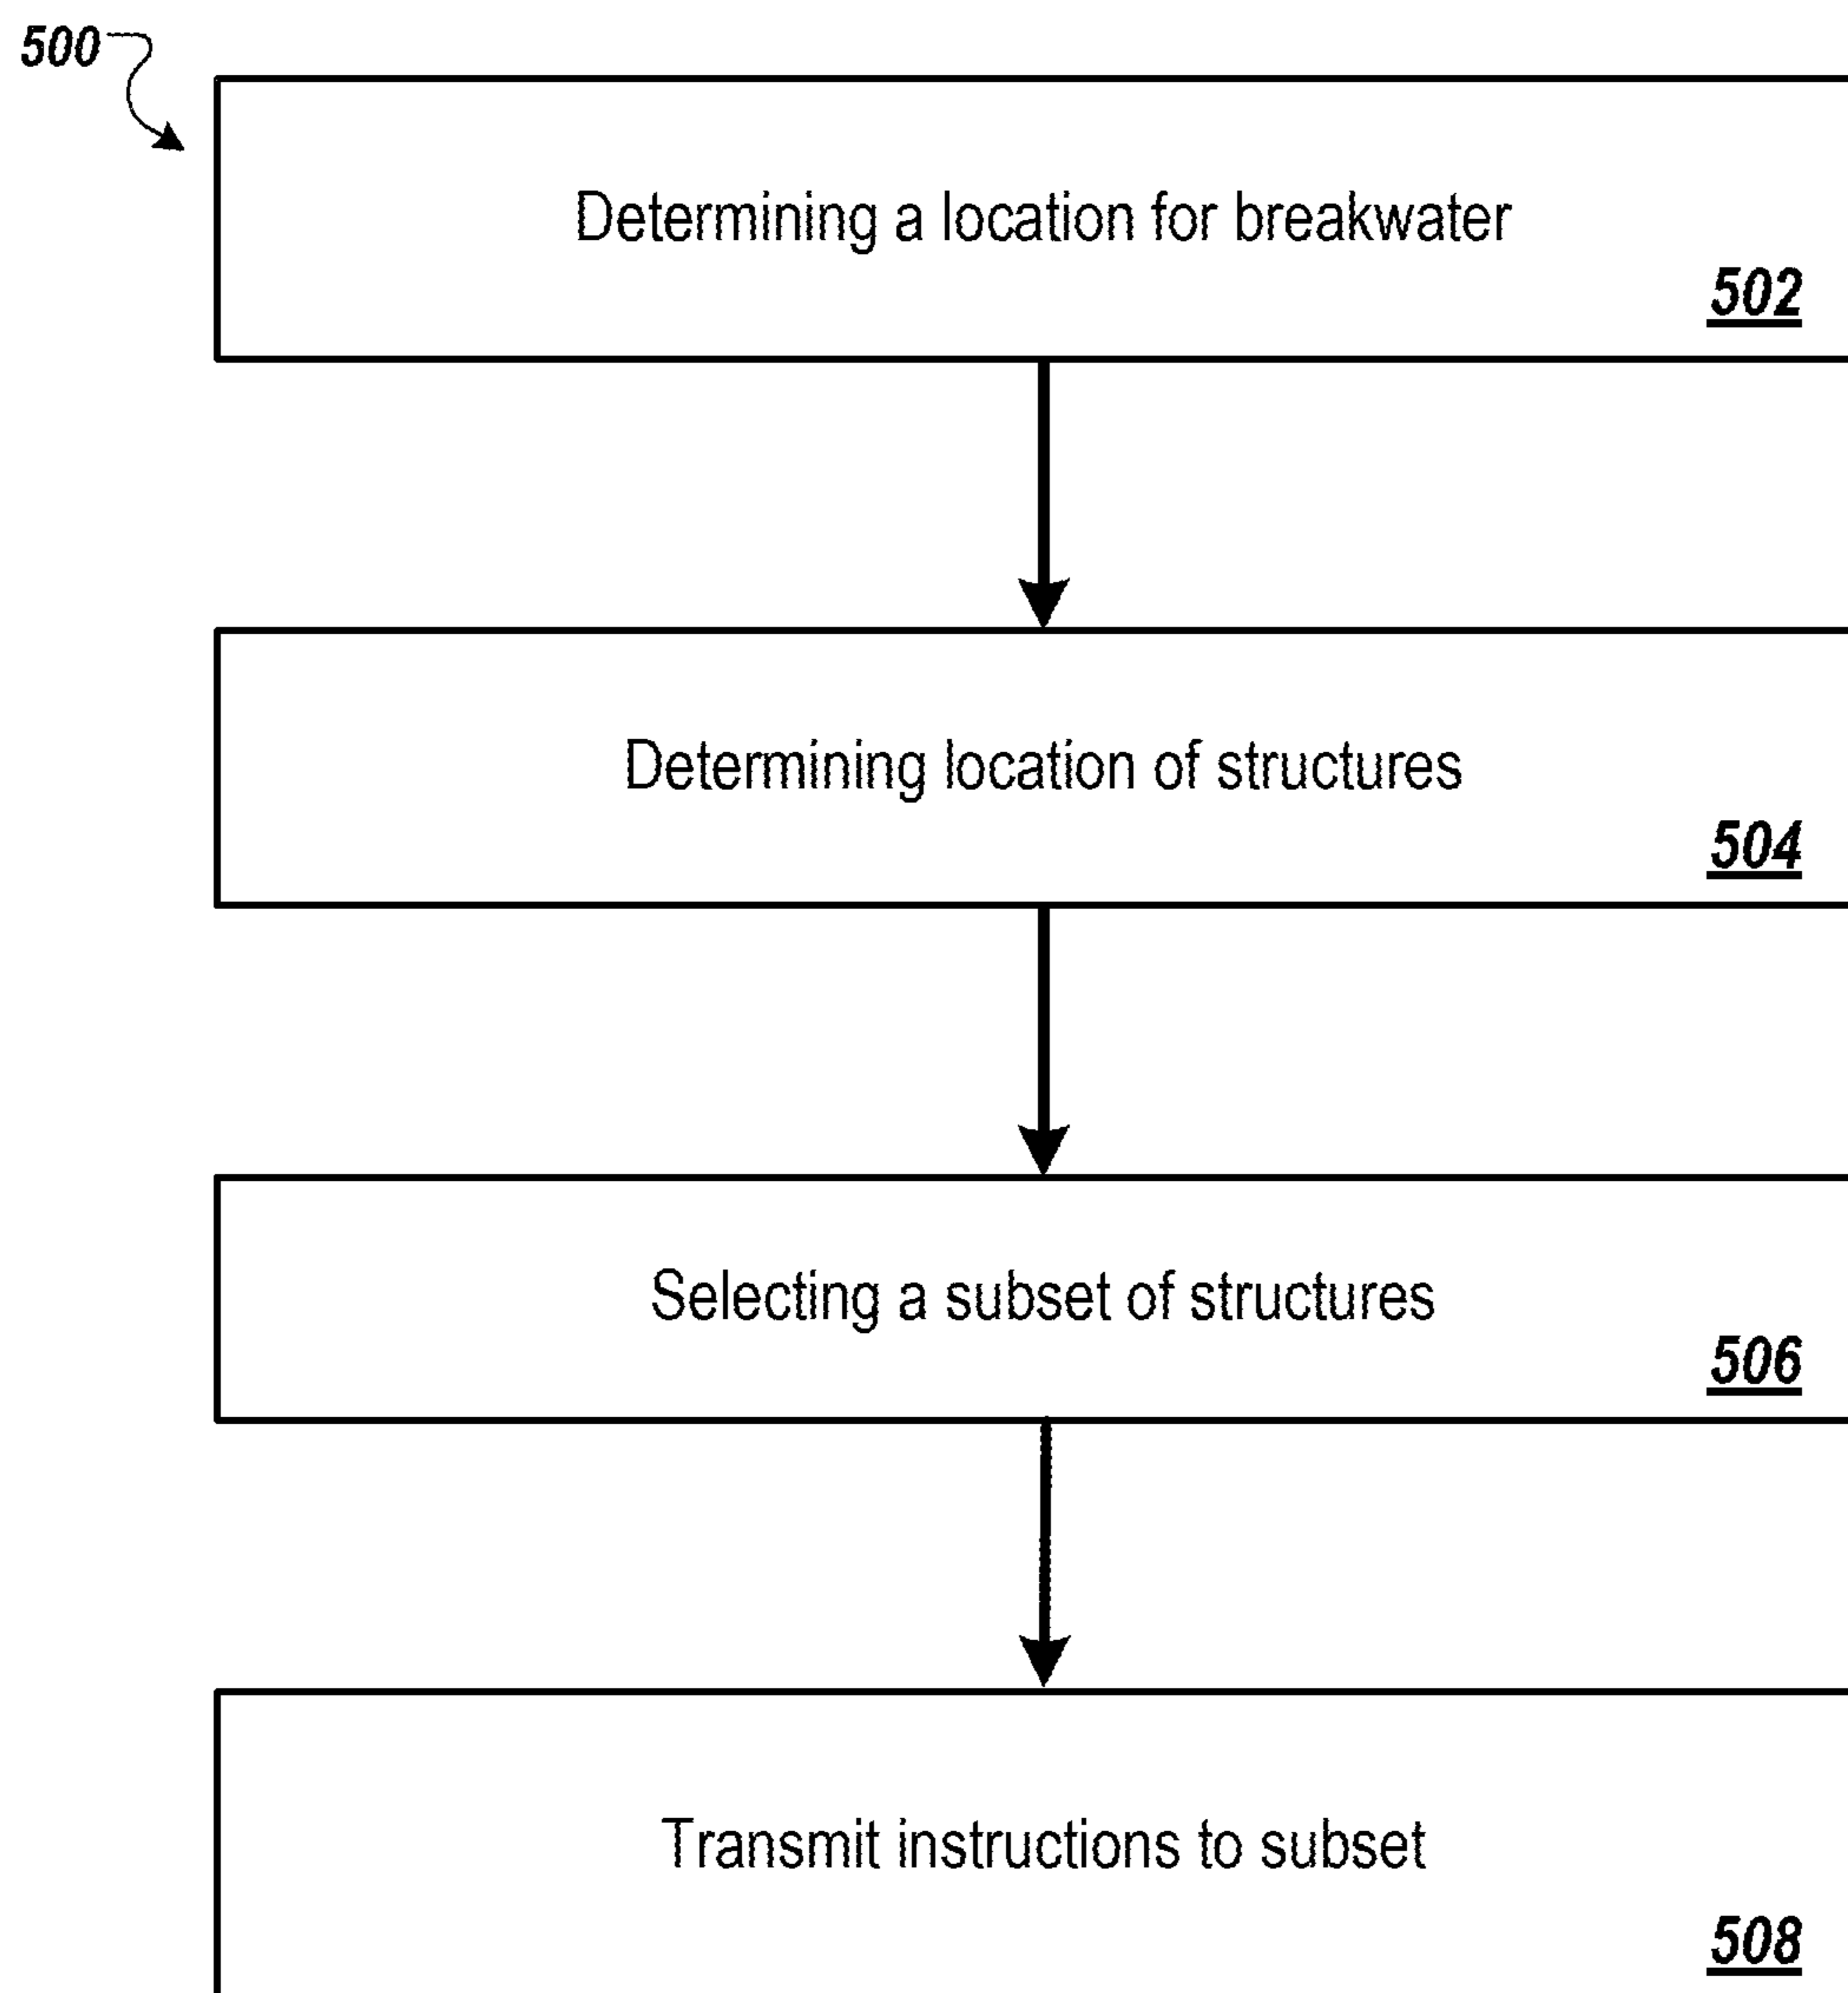 500
Determining a location for breakwater
502
Determining location of structures
504
Selecting a subset of structures
506
Transmit instructions to subset
508